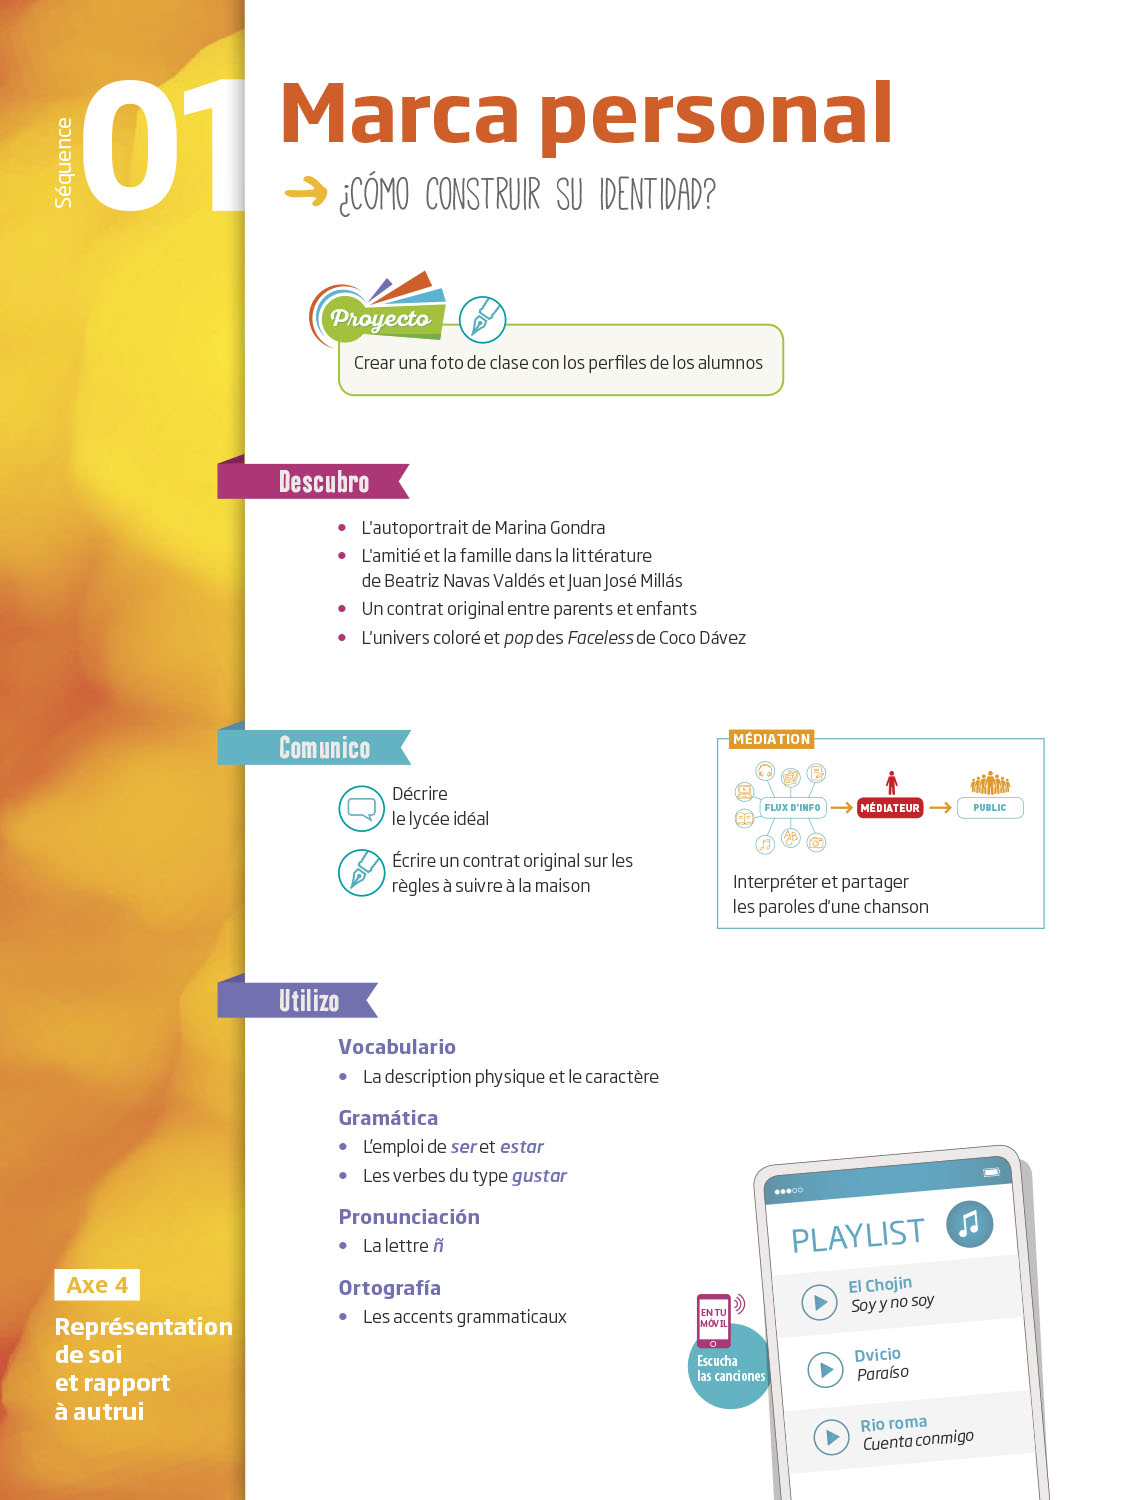 Séquence
01
Marca personal
¿CÓMO CONSTRUIR SU IDENTIDAD?
Proyecto
Crear una foto de clase con los perfiles de los alumnos
Descubro
• L'autoportrait de Marina Gondra
• L'amitié et la famille dans la littérature
de Beatriz Navas Valdés et Juan José Millás
• Un contrat original entre parents et enfants
• L'univers coloré et pop des Faceless de Coco Dávez
Comunico
Décrire
le lycée idéal
Écrire un contrat original sur les
règles à suivre à la maison
MÉDIATION
FLUX D'INFO
MÉDIATEUR
PUBLIC
ABC
Interpréter et partager
les paroles d'une chanson
Utilizo
Vocabulario
• La description physique et le caractère
Gramática
• L'emploi de ser et estar
• Les verbes du type gustar
Pronunciación
• La lettre ñ
Ortografía
• Les accents grammaticaux
Axe 4
Représentation
de soi
et rapport
à autrui
EN TU
MÓVIL
Escucha
las canciones
PLAYLIST
El Chojin
Soy y no soy
Dvicio
Paraíso
Rio roma
Cuenta conmigo